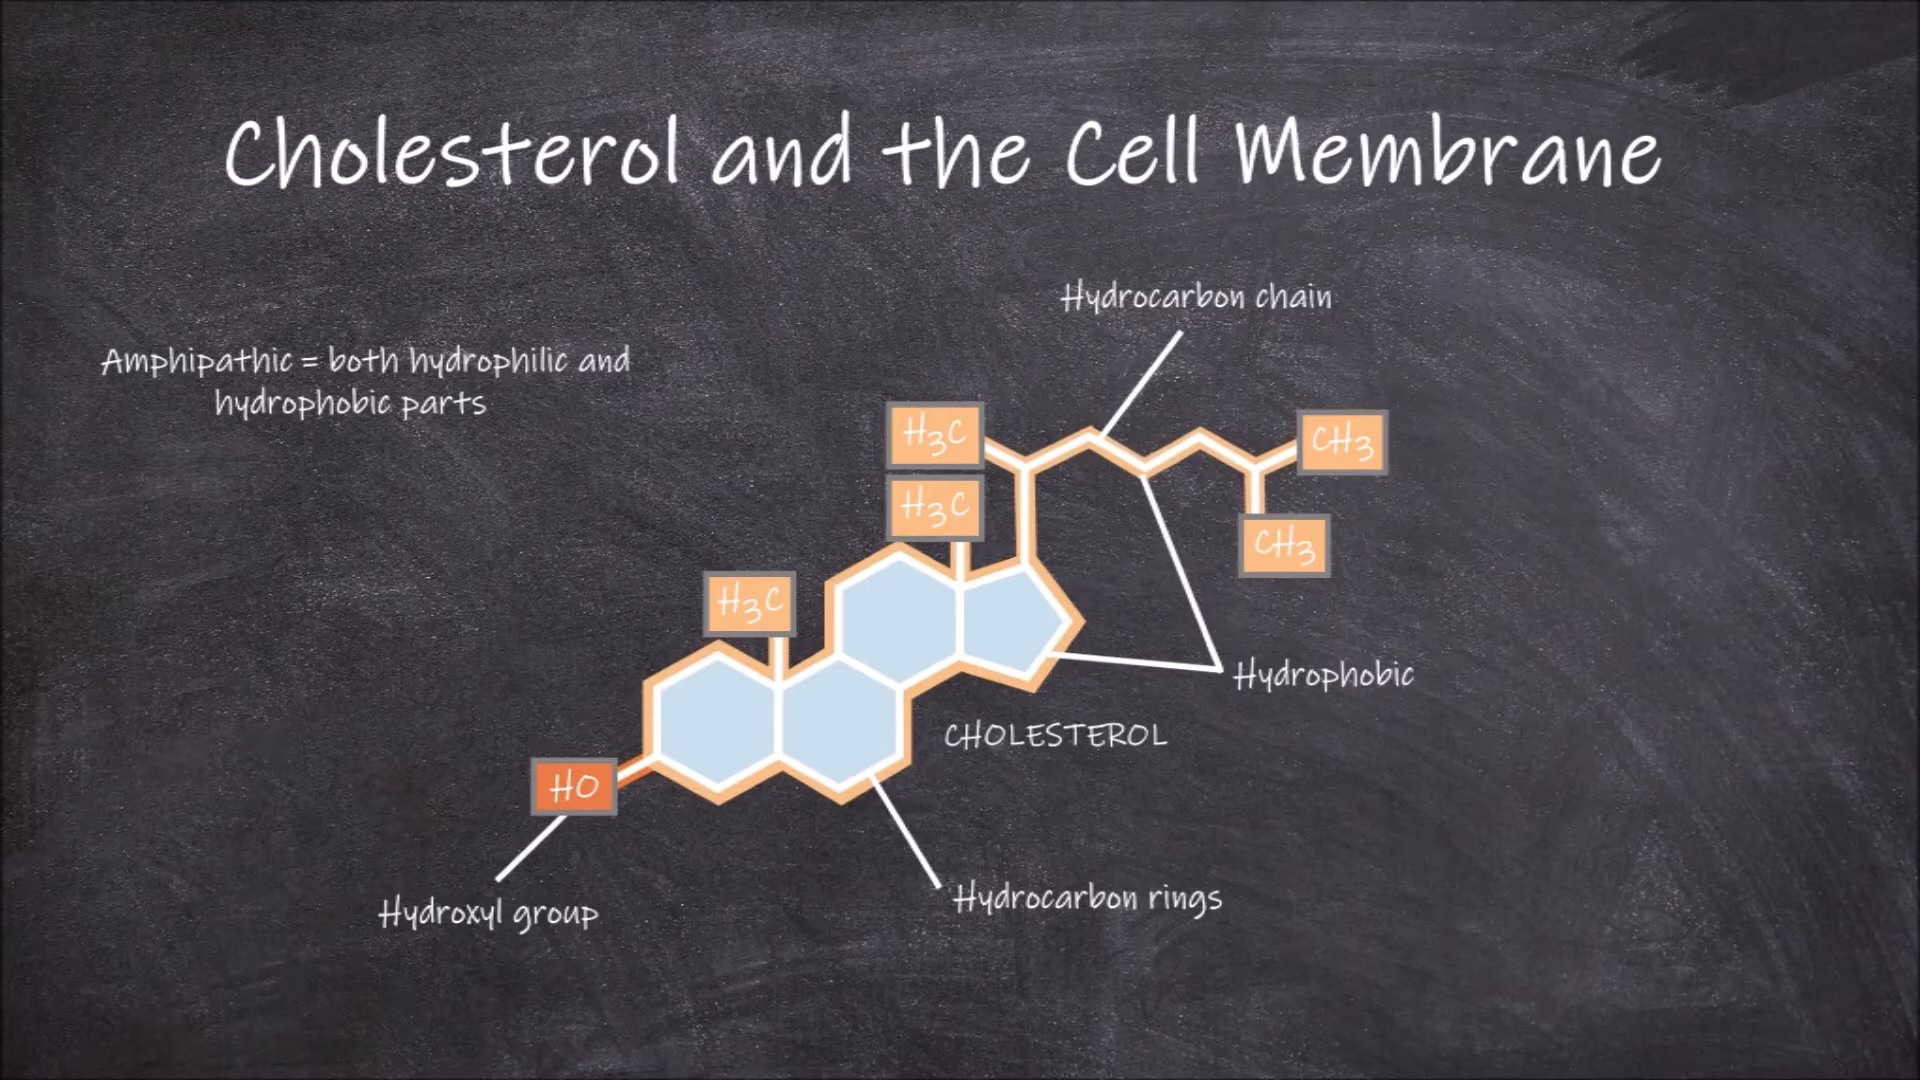 Cholesterol and the Cell Membrane
Hydrocarbon chain
Amphipathic = both hydrophilic and
hydrophobic parts
H3C
CH3
H3C
CH3
H3C
Hydrophobic
CHOLESTEROL
HO
Hydrocarbon rings
Hydroxyl group